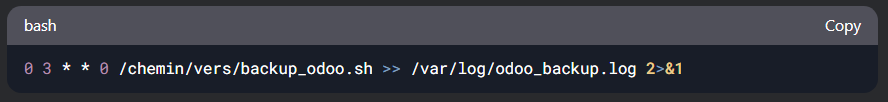 bash
Copy
0 3 * * 0 /chemin/vers/backup_odoo.sh >> /var/log/odoo_backup.log 2>&1